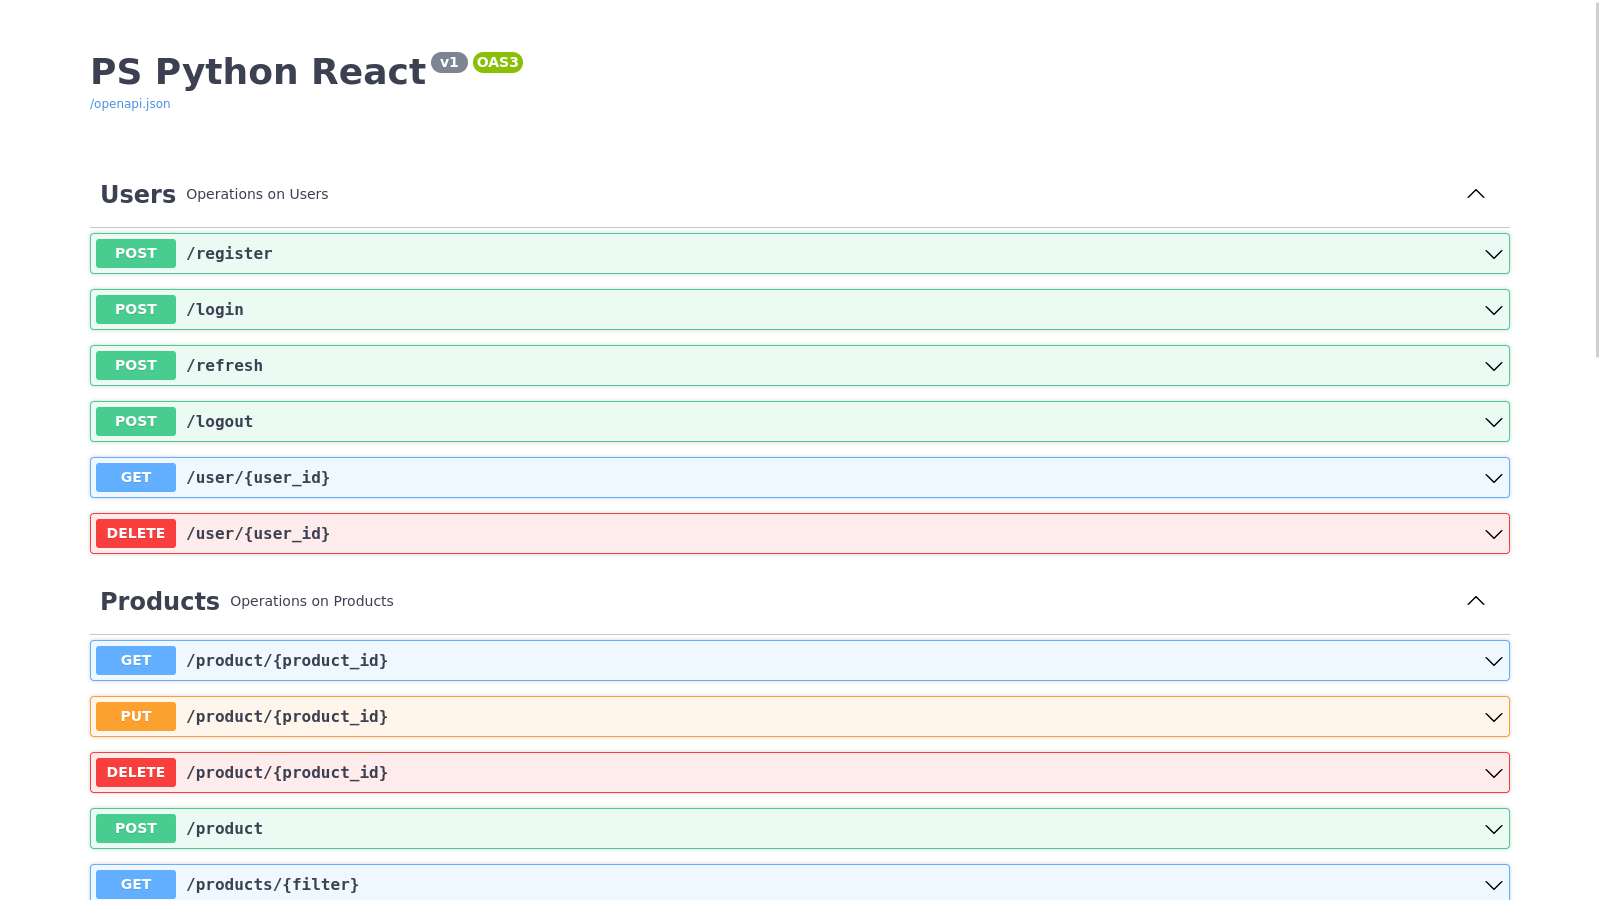 PS Python React v1 OAS3
/openapi.json
Users Operations on Users
POST /register
POST /login
POST /refresh
POST /logout
GET /user/{user_id}
DELETE /user/{user_id}
Products Operations on Products
GET /product/{product_id}
PUT /product/{product_id}
DELETE /product/{product_id}
POST /product
GET /products/{filter}